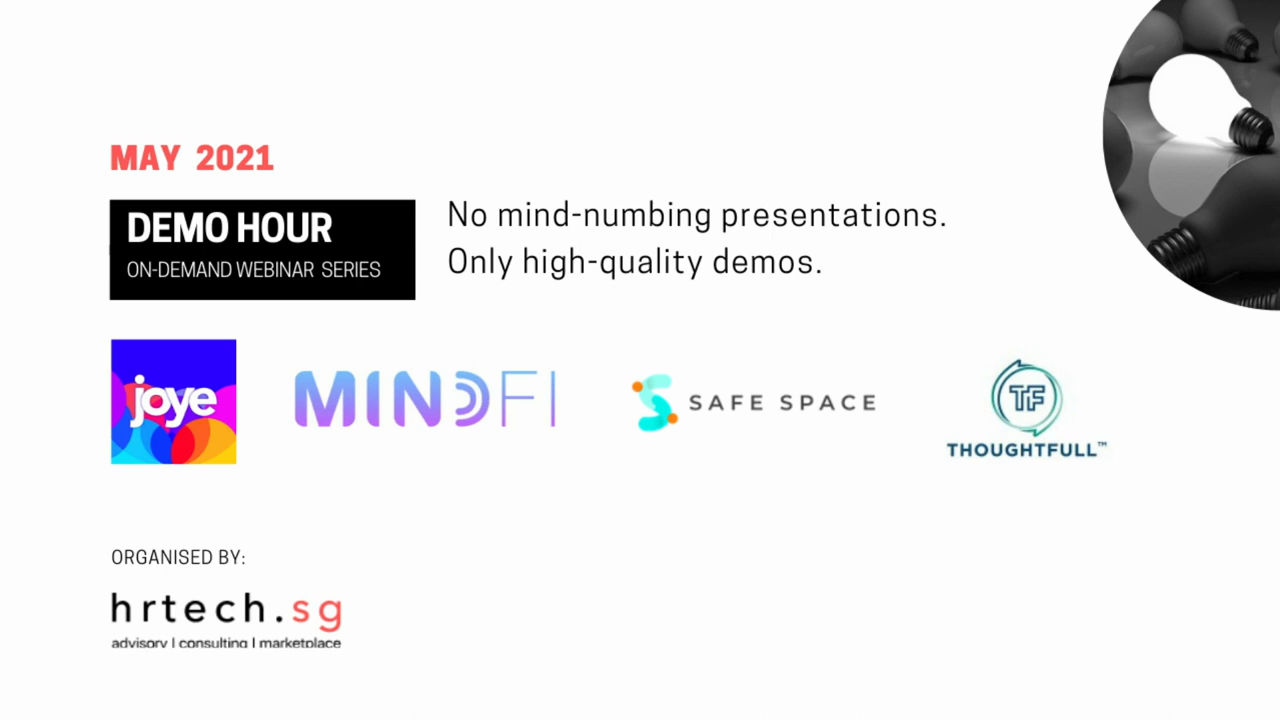 MAY 2021
DEMO HOUR
ON-DEMAND WEBINAR SERIES
No mind-numbing presentations.
Only high-quality demos.
joye
MINDFI
SAFE SPACE
TF
THOUGHTFULL™
ORGANISED BY:
hrtech.sg
advisory | consulting | marketplace